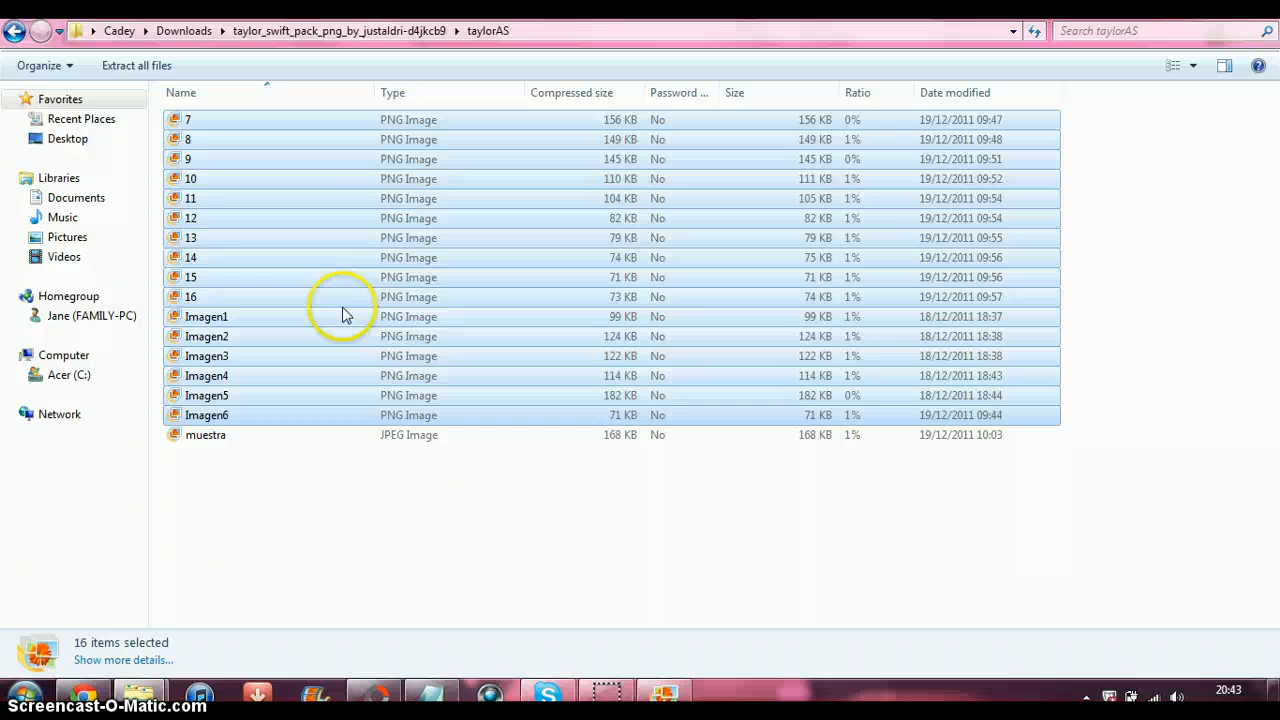 Cadey ▸ Downloads ▸ taylor_swift_pack_png_by_justaldri-d4jkcb9 ▸ taylorAS Search taylorAS
Organize Extract all files
Name Type Compressed size Password ... Size Ratio Date modified
Favorites
Recent Places
Desktop
Libraries
Documents
Music
Pictures
Videos
Homegroup
Jane (FAMILY-PC)
Computer
Acer (C:)
Network
7 PNG Image 156 KB No 156 KB 0% 19/12/2011 09:47
8 PNG Image 149 KB No 149 KB 1% 19/12/2011 09:48
9 PNG Image 145 KB No 145 KB 0% 19/12/2011 09:51
10 PNG Image 110 KB No 111 KB 1% 19/12/2011 09:52
11 PNG Image 104 KB No 105 KB 1% 19/12/2011 09:54
12 PNG Image 82 KB No 82 KB 1% 19/12/2011 09:54
13 PNG Image 79 KB No 79 KB 1% 19/12/2011 09:55
14 PNG Image 74 KB No 75 KB 1% 19/12/2011 09:56
15 PNG Image 71 KB No 71 KB 1% 19/12/2011 09:56
16 PNG Image 73 KB No 74 KB 1% 19/12/2011 09:57
Imagen1 PNG Image 99 KB No 99 KB 1% 18/12/2011 18:37
Imagen2 PNG Image 124 KB No 124 KB 1% 18/12/2011 18:38
Imagen3 PNG Image 122 KB No 122 KB 1% 18/12/2011 18:38
Imagen4 PNG Image 114 KB No 114 KB 1% 18/12/2011 18:43
Imagen5 PNG Image 182 KB No 182 KB 0% 18/12/2011 18:44
Imagen6 PNG Image 71 KB No 71 KB 1% 19/12/2011 09:44
muestra JPEG Image 168 KB No 168 KB 1% 19/12/2011 10:03
16 items selected
Show more details...
20:43
Screencast-O-Matic.com